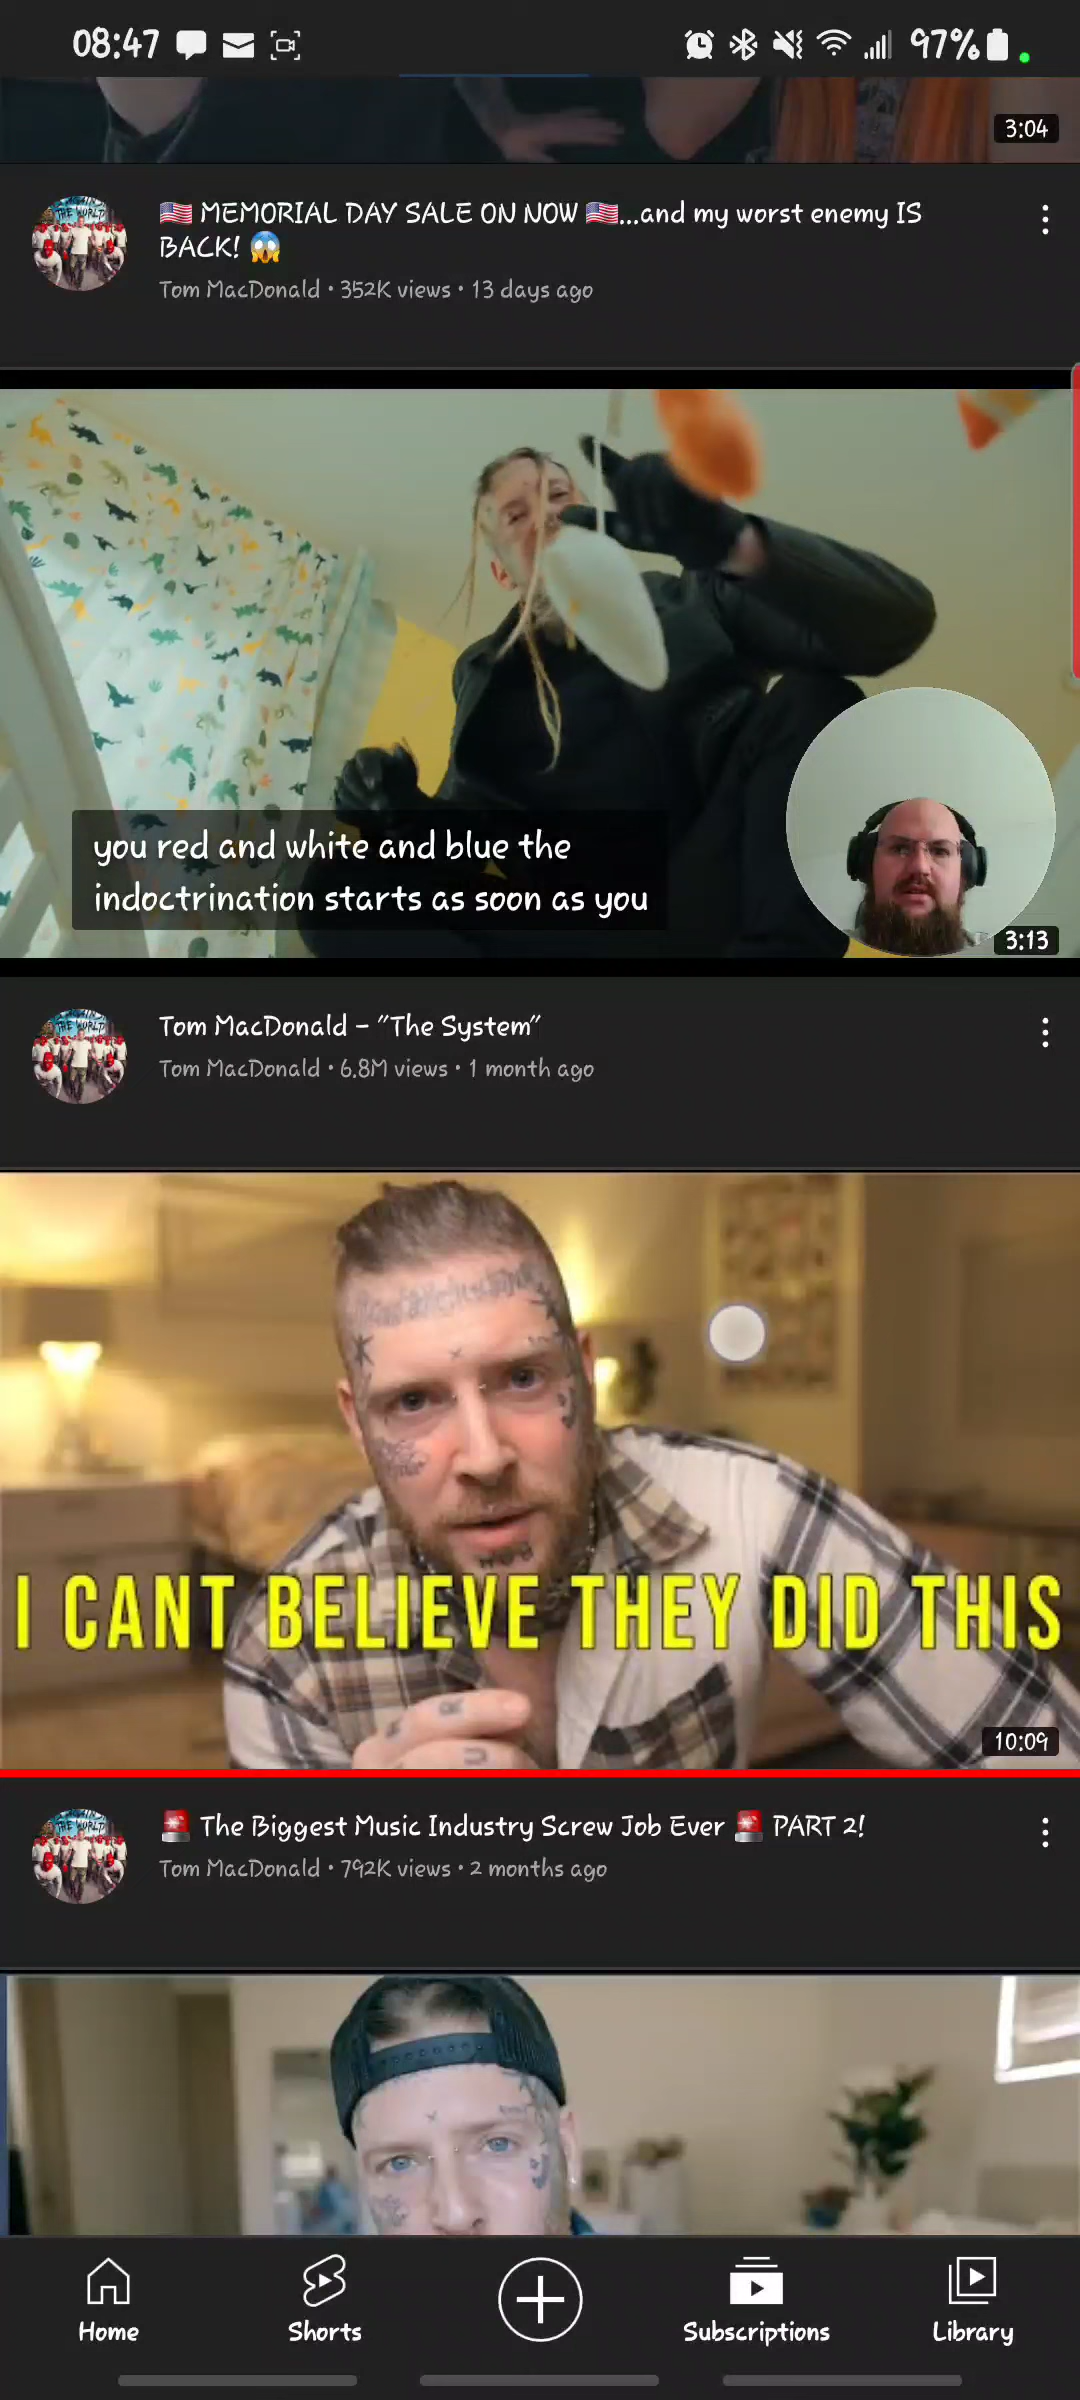 08:47
97%
3:04
🇺🇸 MEMORIAL DAY SALE ON NOW 🇺🇸...and my worst enemy IS
BACK! 😱
Tom MacDonald • 352K views • 13 days ago
you red and white and blue the
indoctrination starts as soon as you
3:13
Tom MacDonald - "The System"
Tom MacDonald • 6.8M views • 1 month ago
I CANT BELIEVE THEY DID THIS
10:09
🚨 The Biggest Music Industry Screw Job Ever 🚨 PART 2!
Tom MacDonald • 792K views • 2 months ago
Home
Shorts
Subscriptions
Library